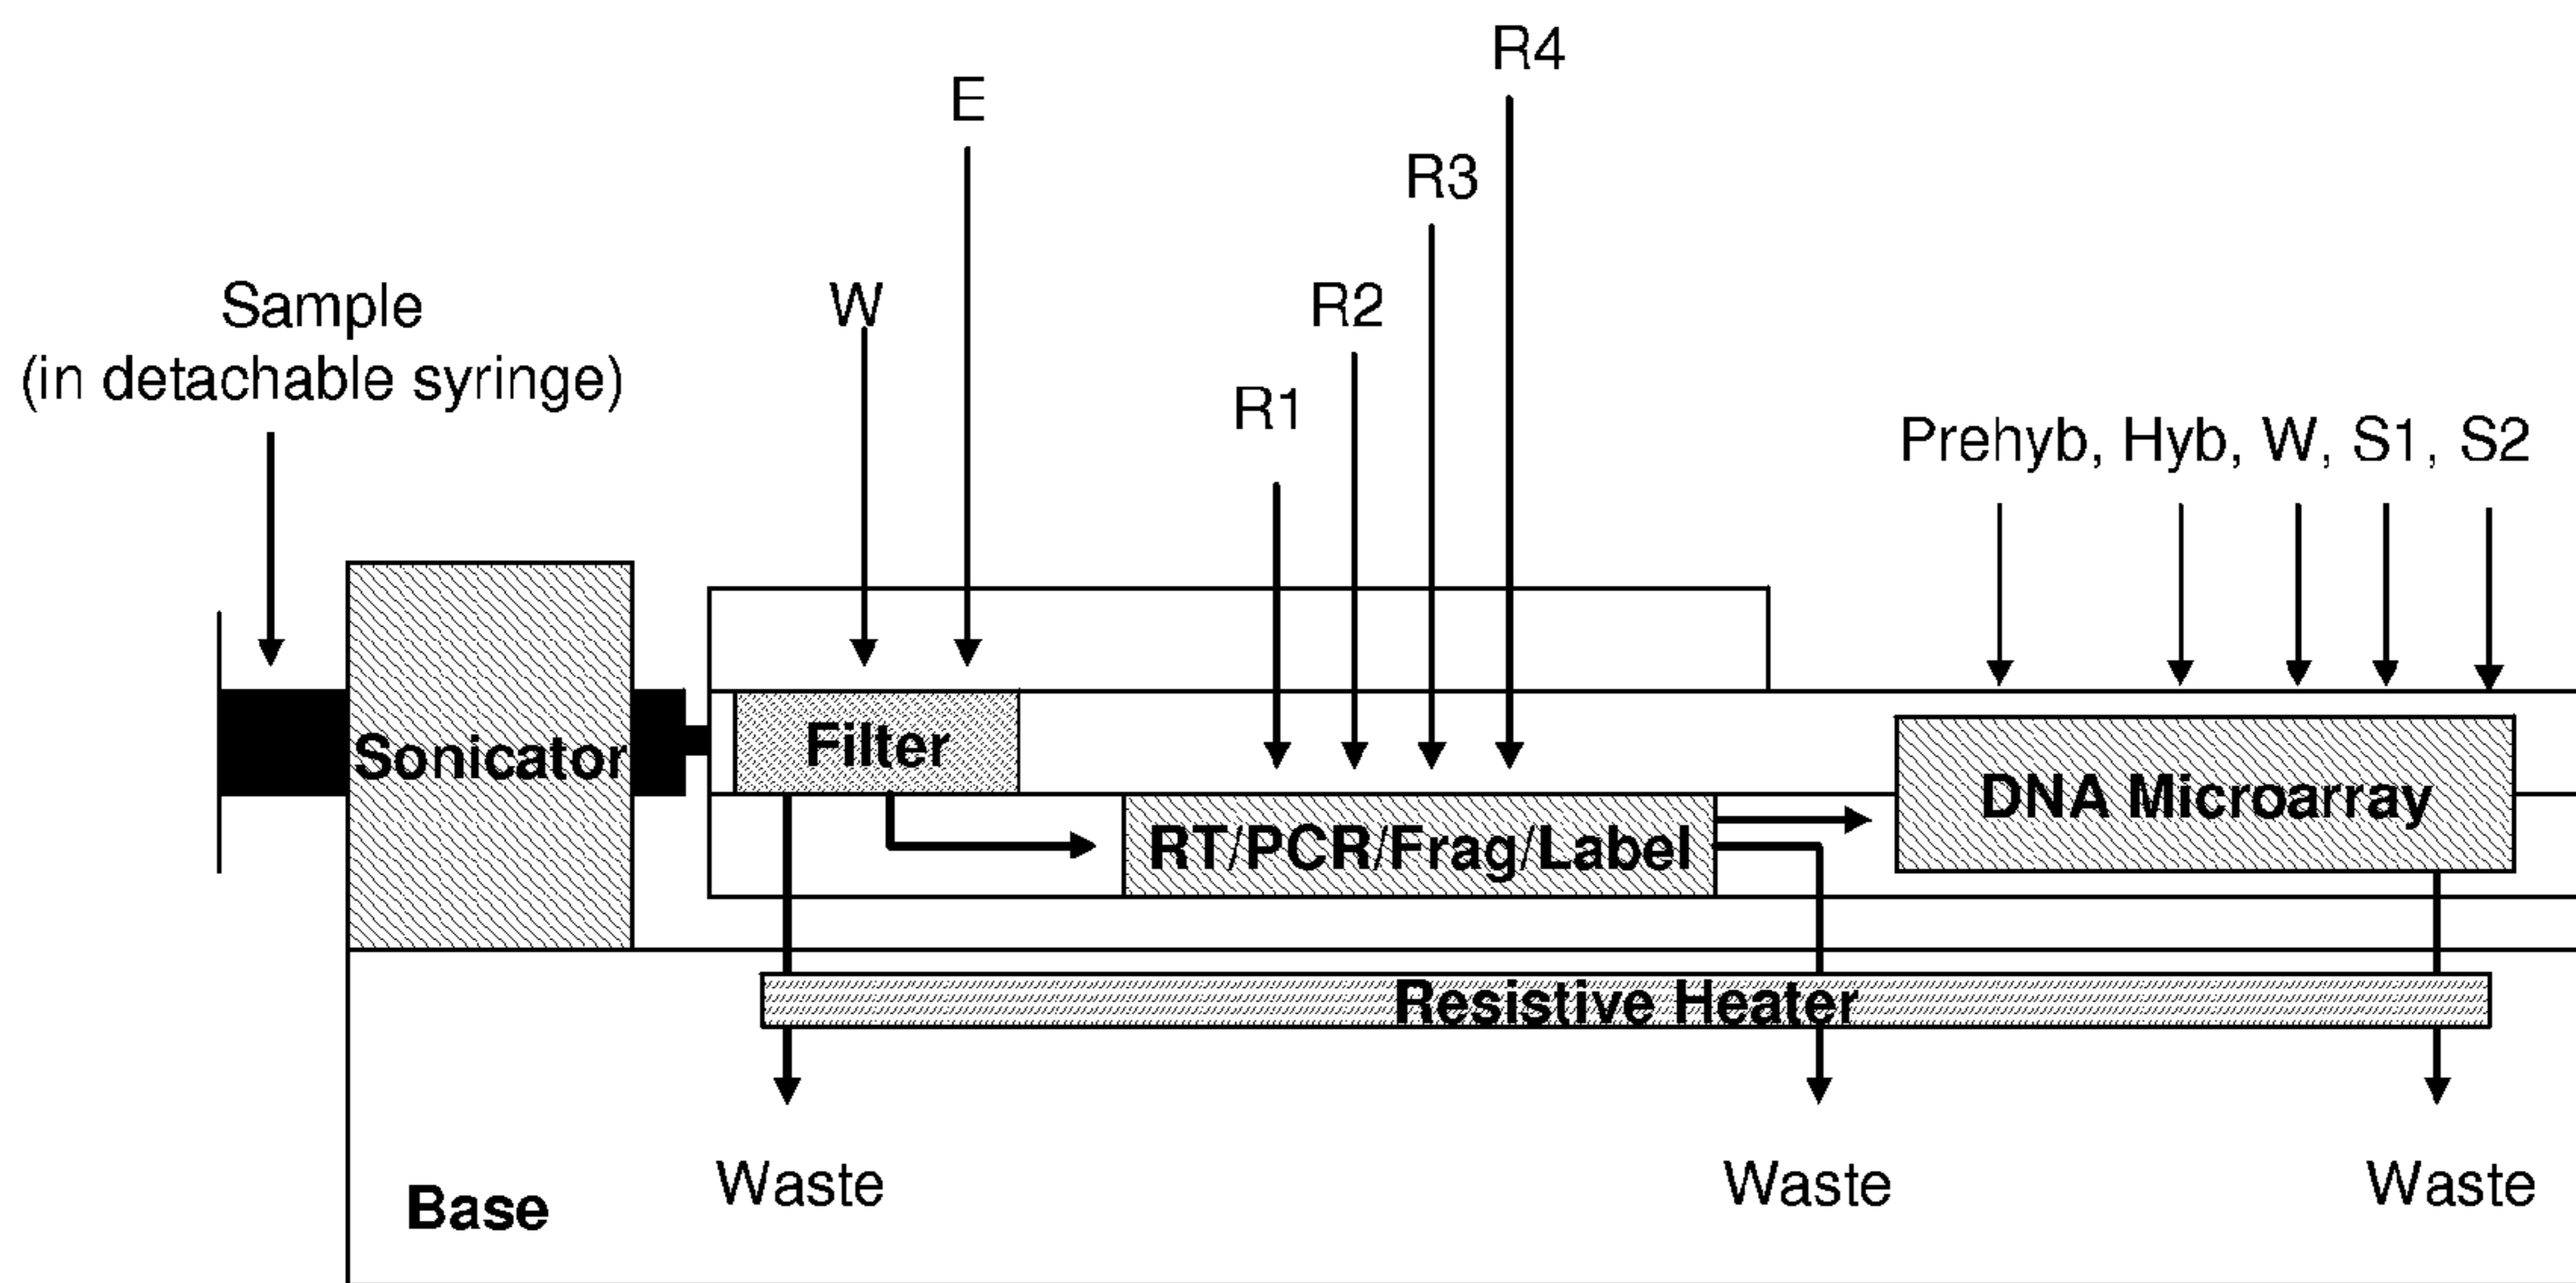 R4
E
R3
Sample
(in detachable syringe)
W
R2
R1
Prehyb, Hyb, W, S1, S2
Sonicator
Filter
DNA Microarray
RT/PCR/Frag/Label
Resistive Heater
Waste
Waste
Waste
Base